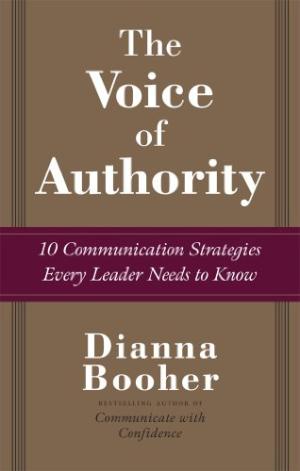 The
Voice
of
Authority
10 Communication Strategies
Every Leader Needs to Know
Dianna
Booher
BESTSELLING AUTHOR OF
Communicate with
Confidence